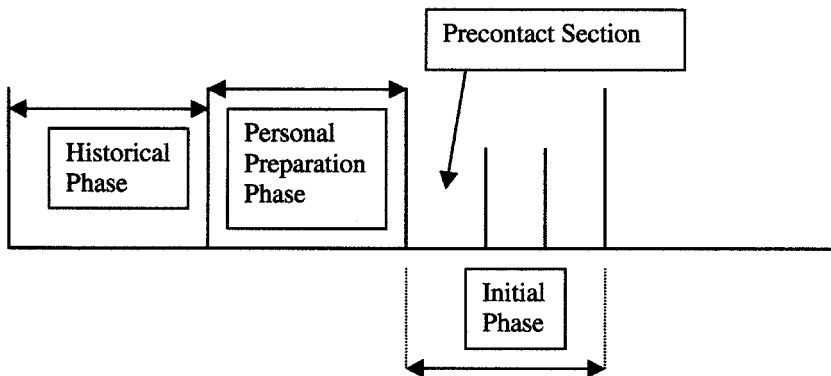 Precontact Section
Historical
Phase
Personal
Preparation
Phase
Initial
Phase